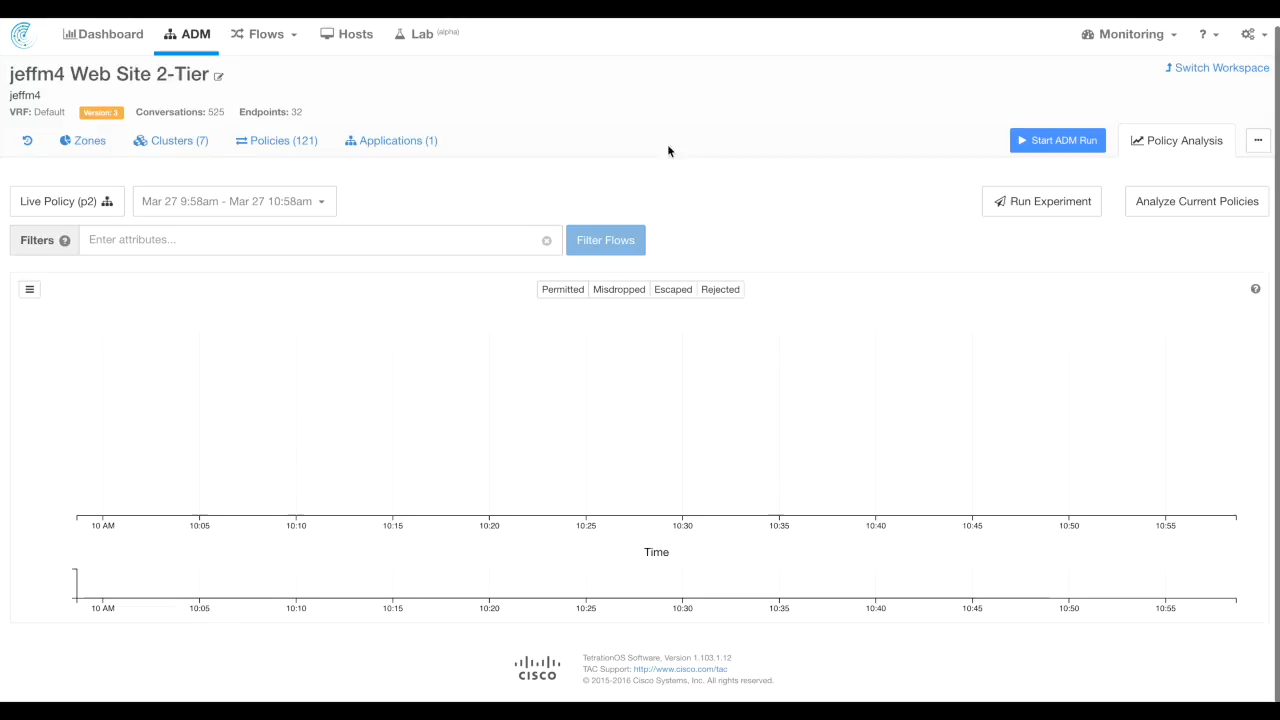 Dashboard ADM Flows Hosts Lab (alpha) Monitoring ?
jeffm4 Web Site 2-Tier Switch Workspace
jeffm4
VRF: Default Version: 3 Conversations: 525 Endpoints: 32
Zones Clusters (7) Policies (121) Applications (1) Start ADM Run Policy Analysis ...
Live Policy (p2) Mar 27 9:58am - Mar 27 10:58am Run Experiment Analyze Current Policies
Filters ? Enter attributes... Filter Flows
Permitted Misdropped Escaped Rejected ?
10 AM 10:05 10:10 10:15 10:20 10:25 10:30 10:35 10:40 10:45 10:50 10:55
Time
10 AM 10:05 10:10 10:15 10:20 10:25 10:30 10:35 10:40 10:45 10:50 10:55
CISCO
TetrationOS Software, Version 1.103.1.12
TAC Support: http://www.cisco.com/tac
© 2015-2016 Cisco Systems, Inc. All rights reserved.